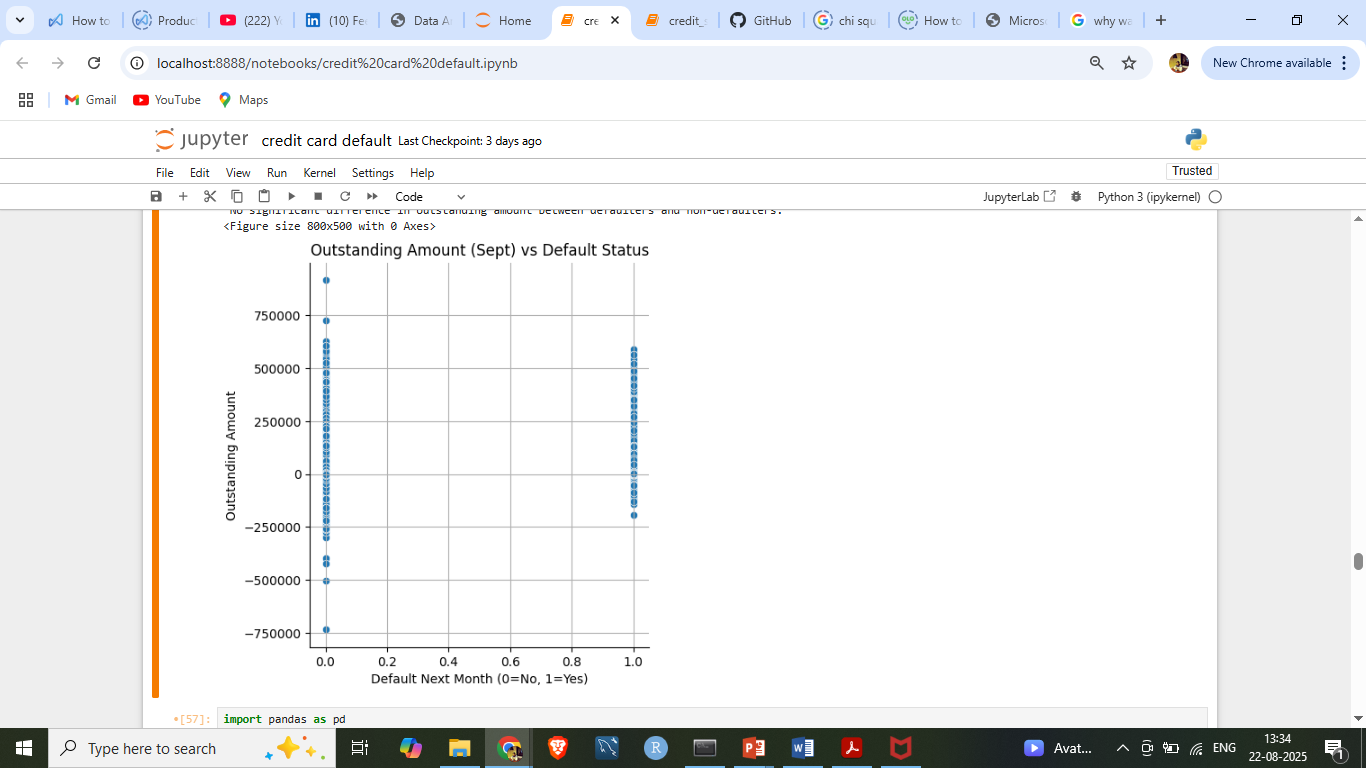 How to
Produc
(222) Y
(10) Fe
Data A
Home
cre
credit_
GitHub
chi squ
How to
Micros
why wa
localhost:8888/notebooks/credit%20card%20default.ipynb
New Chrome available
Gmail
YouTube
Maps
jupyter credit card default Last Checkpoint: 3 days ago
File Edit View Run Kernel Settings Help
Trusted
Code
JupyterLab
Python 3 (ipykernel)
No significant difference in outstanding amount between defaulters and non-defaulters.
<Figure size 800x500 with 0 Axes>
Outstanding Amount (Sept) vs Default Status
750000
500000
250000
0
−250000
−500000
−750000
Outstanding Amount
0.0 0.2 0.4 0.6 0.8 1.0
Default Next Month (0=No, 1=Yes)
•[57]: import pandas as pd
Type here to search
Avat...
ENG
13:34
22-08-2025
1